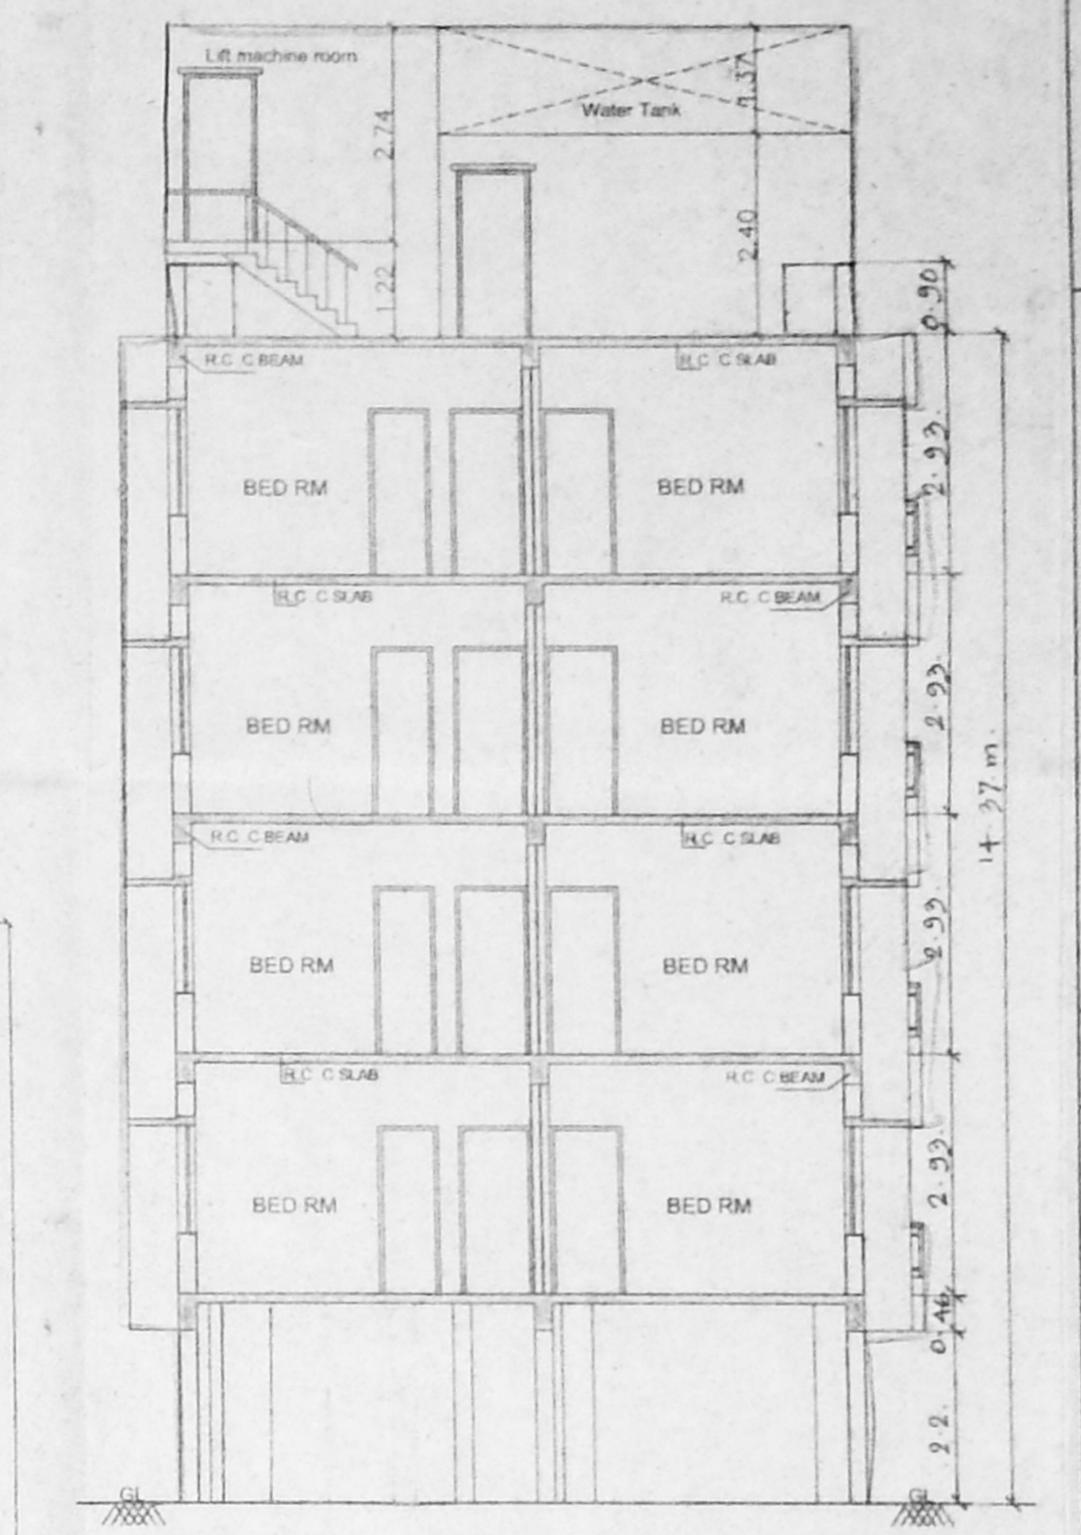 Lift machine room
1.37
Water Tank
2.74
2.40
1.22
0.90
R.C C BEAM
R.C C SLAB
2.93.
BED RM
BED RM
R.C C SLAB
R.C C BEAM
2.93.
BED RM
BED RM
14.37.m.
R.C C BEAM
R.C C SLAB
2.93.
BED RM
BED RM
R.C C SLAB
R.C C BEAM
2.93.
BED RM
BED RM
0.46
2.2.
GL
GL